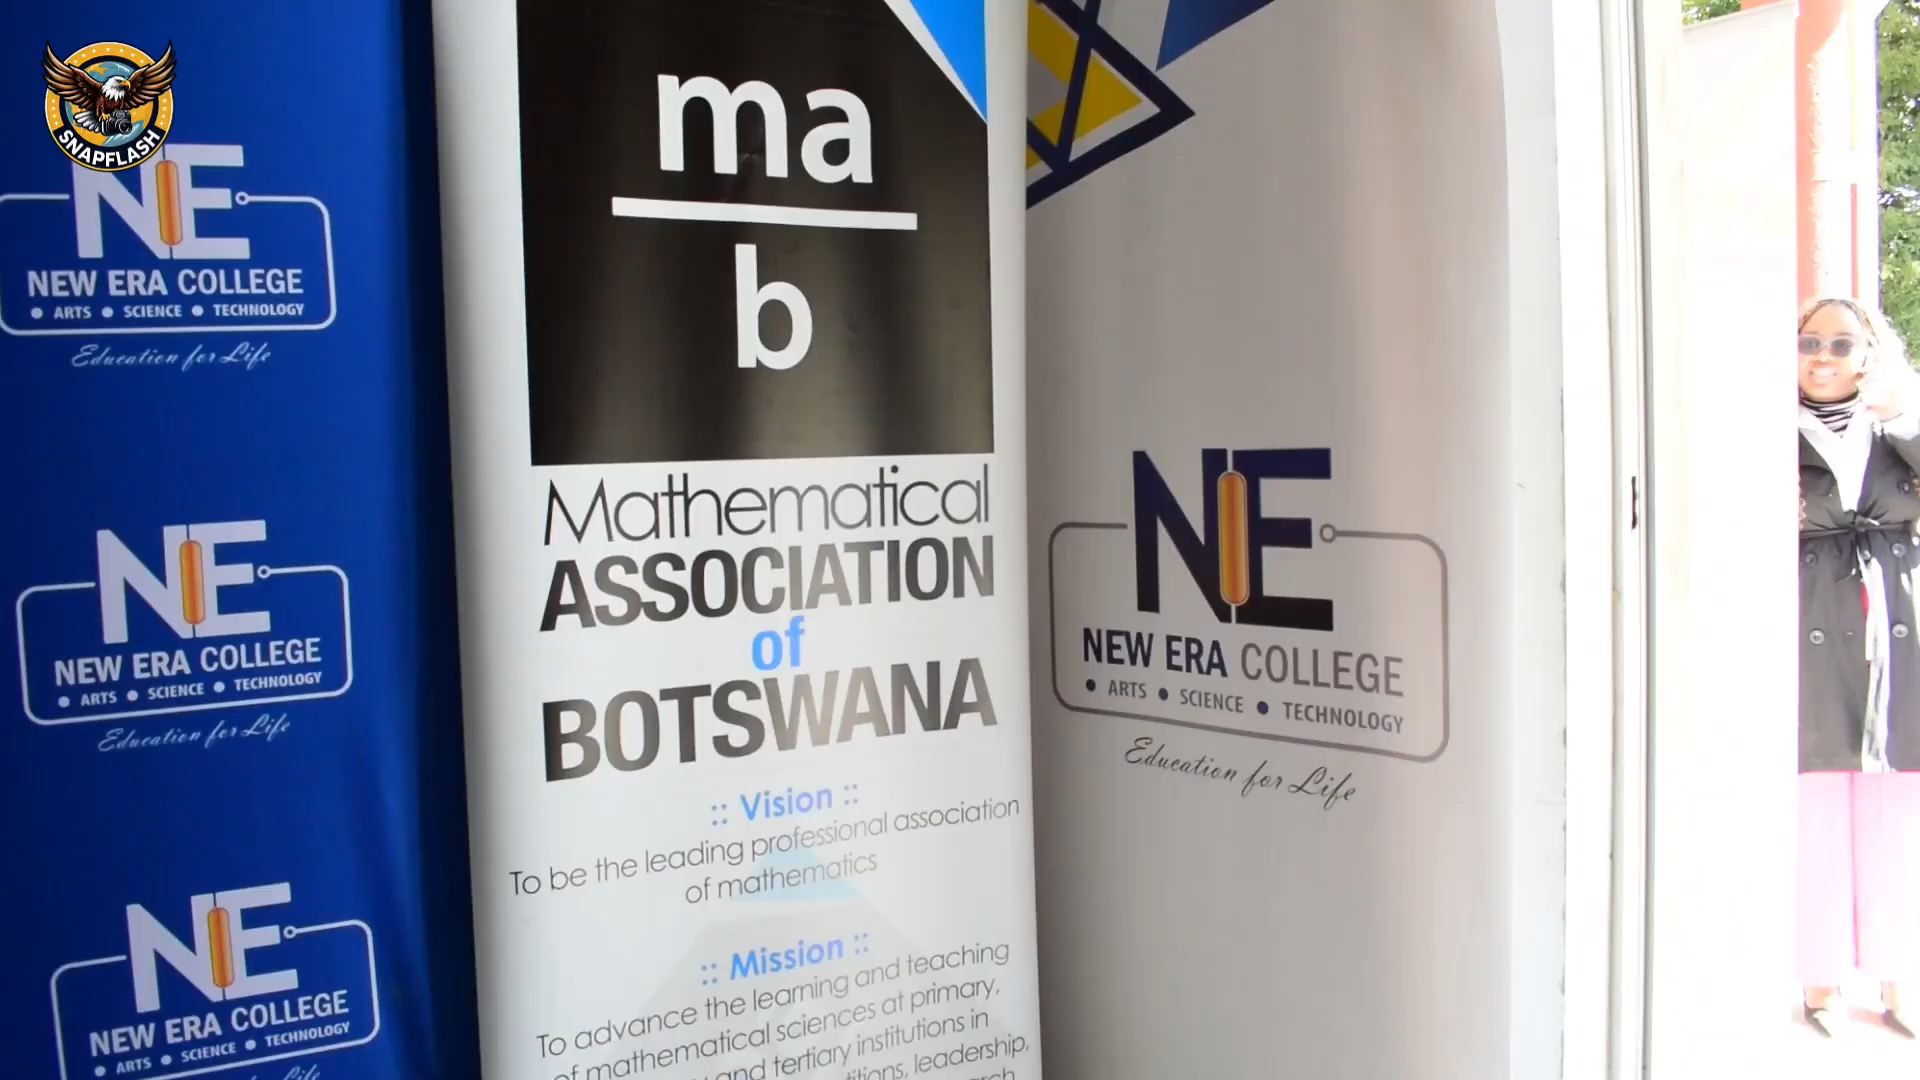 SNAPFLASH
NE
NEW ERA COLLEGE
• ARTS • SCIENCE • TECHNOLOGY
Education for Life
NE
NEW ERA COLLEGE
• ARTS • SCIENCE • TECHNOLOGY
Education for Life
NE
NEW ERA COLLEGE
• ARTS • SCIENCE • TECHNOLOGY
ma
b
Mathematical
ASSOCIATION
of
BOTSWANA
:: Vision ::
To be the leading professional association
of mathematics
:: Mission ::
To advance the learning and teaching
of mathematical sciences at primary,
and tertiary institutions in
leadership,
NE
NEW ERA COLLEGE
• ARTS • SCIENCE • TECHNOLOGY
Education for Life